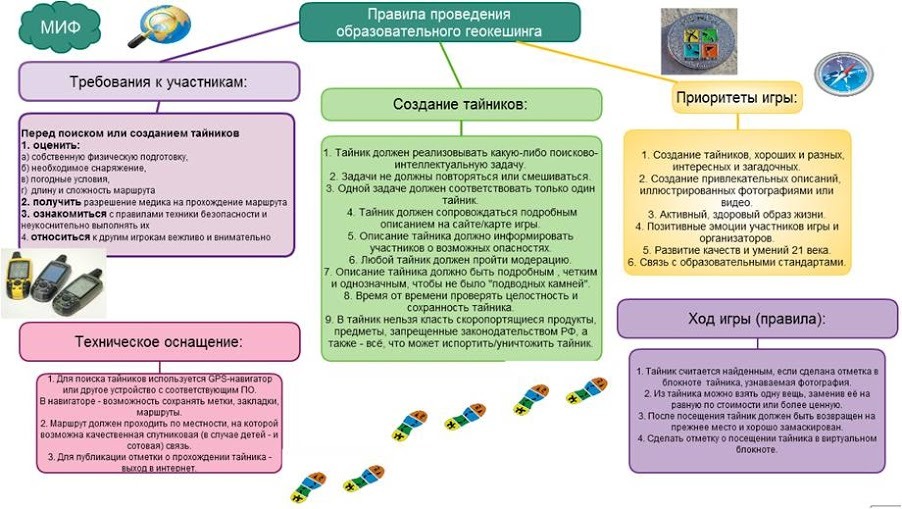 МИФ
Правила проведения
образовательного геокешинга
Требования к участникам:
Перед поиском или созданием тайников
1. оценить:
а) собственную физическую подготовку,
б) необходимое снаряжение,
в) погодные условия,
г) длину и сложность маршрута
2. получить разрешение медика на прохождение маршрута
3. ознакомиться с правилами техники безопасности и
неукоснительно выполнять их
4. относиться к другим игрокам вежливо и внимательно
Техническое оснащение:
1. Для поиска тайников используется GPS-навигатор
или другое устройство с соответствующим ПО.
В навигаторе - возможность сохранять метки, закладки,
маршруты.
2. Маршрут должен проходить по местности, на которой
возможна качественная спутниковая (в случае детей - и
сотовая) связь.
3. Для публикации отметки о прохождении тайника -
выход в интернет.
Создание тайников:
1. Тайник должен реализовывать какую-либо поисково-
интеллектуальную задачу.
2. Задачи не должны повторяться или смешиваться.
3. Одной задаче должен соответствовать только один
тайник.
4. Тайник должен сопровождаться подробным
описанием на сайте/карте игры.
5. Описание тайника должно информировать
участников о возможных опасностях.
6. Любой тайник должен пройти модерацию.
7. Описание тайника должно быть подробным , четким
и однозначным, чтобы не было "подводных камней".
8. Время от времени проверять целостность и
сохранность тайника.
9. В тайник нельзя класть скоропортящиеся продукты,
предметы, запрещенные законодательством РФ, а
также - всё, что может испортить/уничтожить тайник.
Приоритеты игры:
1. Создание тайников, хороших и разных,
интересных и загадочных.
2. Создание привлекательных описаний,
иллюстрированных фотографиями или
видео.
3. Активный, здоровый образ жизни.
4. Позитивные эмоции участников игры и
организаторов.
5. Развитие качеств и умений 21 века.
6. Связь с образовательными стандартами.
Ход игры (правила):
1. Тайник считается найденным, если сделана отметка в
блокноте тайника, узнаваемая фотография.
2. Из тайника можно взять одну вещь, заменив её на
равную по стоимости или более ценную.
3. После посещения тайник должен быть возвращен на
прежнее место и хорошо замаскирован.
4. Сделать отметку о посещении тайника в виртуальном
блокноте.